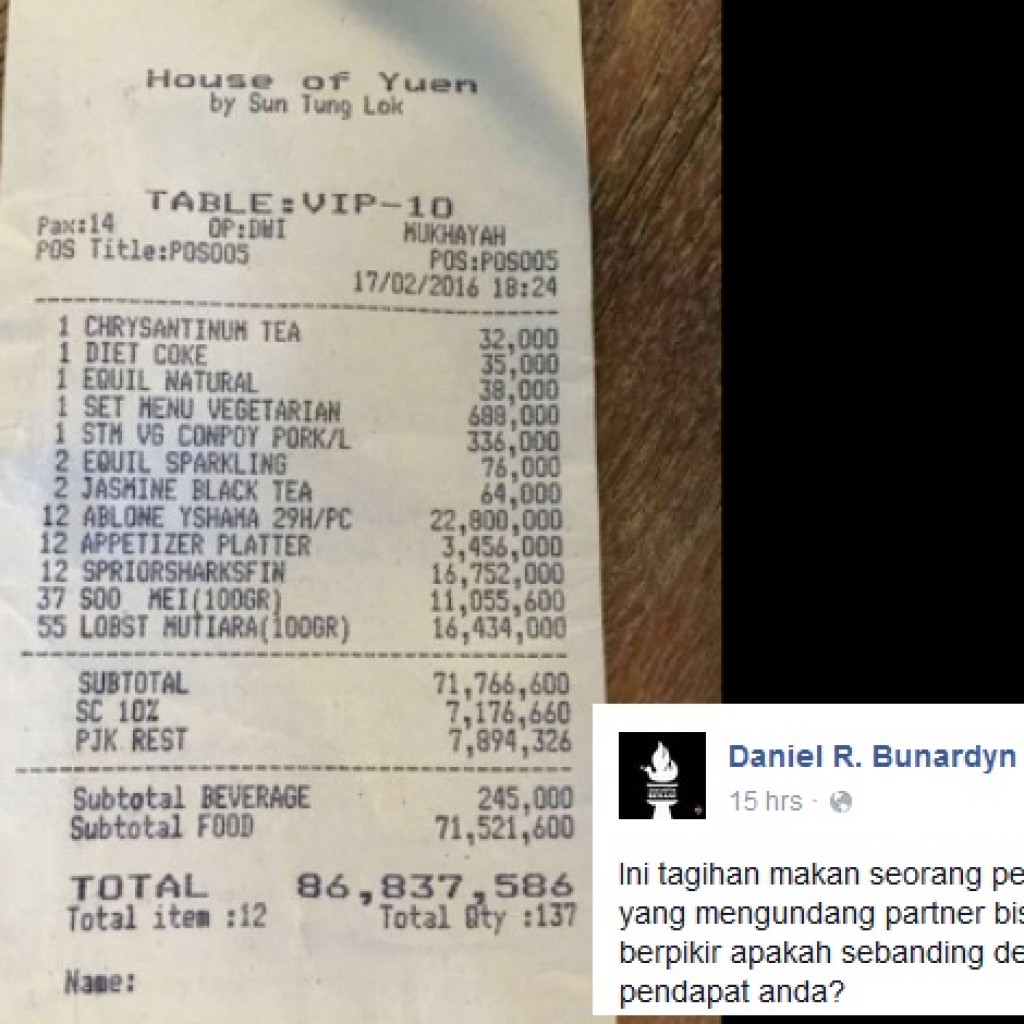 House of Yuen
by Sun Tung Lok
TABLE:VIP-10
Pax:14 OP:DWI MUKHAYAH
POS Title:POS005 POS:POS005
17/02/2016 18:24
1 CHRYSANTINUM TEA 32,000
1 DIET COKE 35,000
1 EQUIL NATURAL 38,000
1 SET MENU VEGETARIAN 688,000
1 STM VG CONPOY PORK/L 336,000
2 EQUIL SPARKLING 76,000
2 JASMINE BLACK TEA 64,000
12 ABLONE YSHAMA 29H/PC 22,800,000
12 APPETIZER PLATTER 3,456,000
12 SPRIORSHARKSFIN 16,752,000
37 SOO MEI(100GR) 11,055,600
55 LOBST MUTIARA(100GR) 16,434,000
SUBTOTAL 71,766,600
SC 10% 7,176,660
PJK REST 7,894,326
Subtotal BEVERAGE 245,000
Subtotal FOOD 71,521,600
TOTAL 86,837,586
Total item :12 Total Qty :137
Name:
Daniel R. Bunardyn
15 hrs ·
Ini tagihan makan seorang pe
yang mengundang partner bis
berpikir apakah sebanding de
pendapat anda?